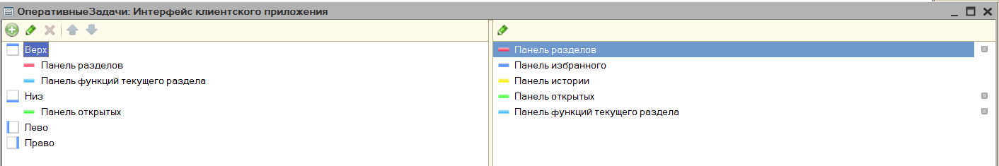 ОперативныеЗадачи: Интерфейс клиентского приложения
Верх
Панель разделов
Панель функций текущего раздела
Низ
Панель открытых
Лево
Право
Панель разделов
Панель избранного
Панель истории
Панель открытых
Панель функций текущего раздела